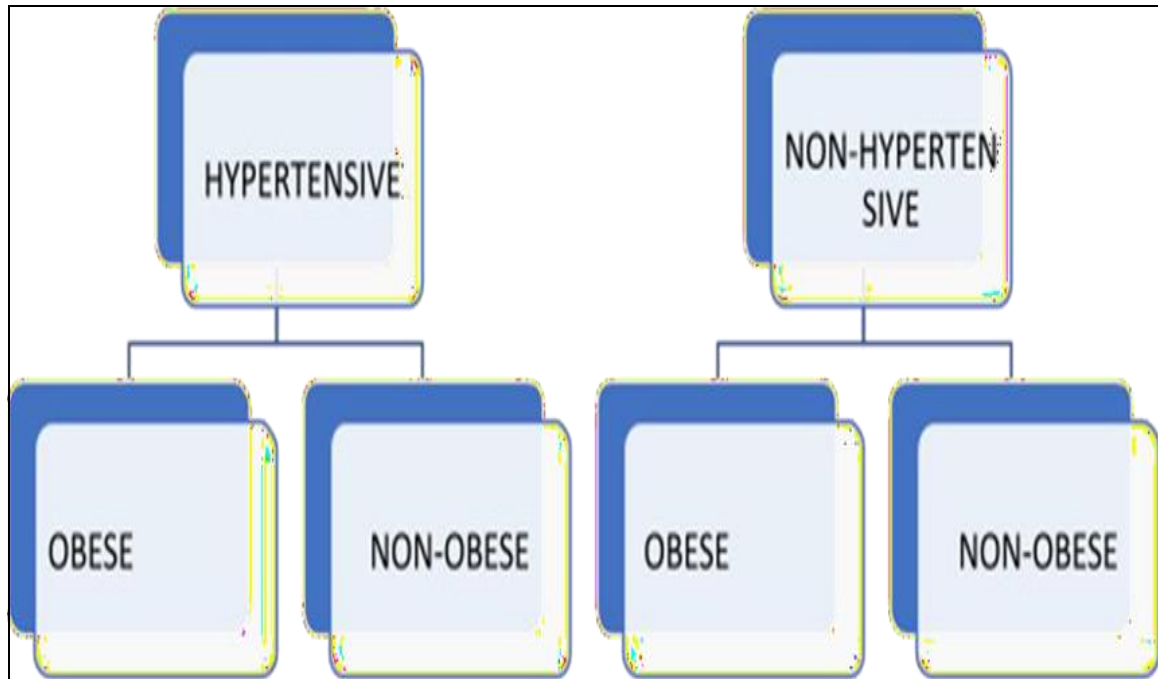 HYPERTENSIVE
NON-HYPERTEN
SIVE
OBESE
NON-OBESE
OBESE
NON-OBESE